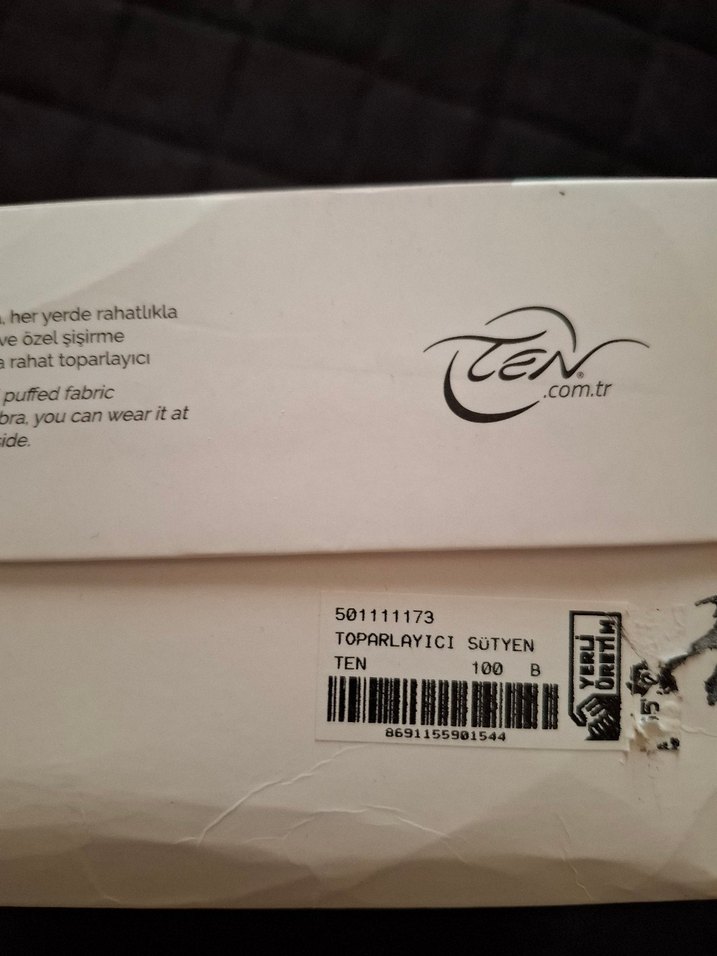 , her yerde rahatlıkla
ve özel şişirme
a rahat toparlayıcı
puffed fabric
bra, you can wear it at
side.
TEN®
.com.tr
501111173
TOPARLAYICI SÜTYEN
TEN 100 B
8691155901544
YERLİ
ÜRETİM